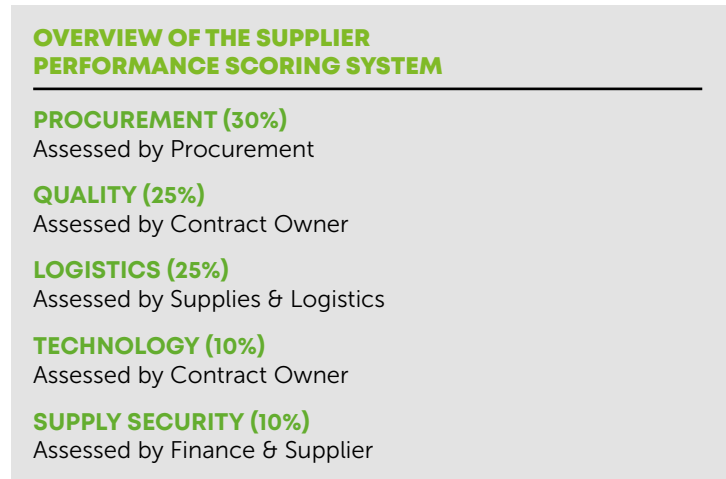 OVERVIEW OF THE SUPPLIER
PERFORMANCE SCORING SYSTEM
PROCUREMENT (30%)
Assessed by Procurement
QUALITY (25%)
Assessed by Contract Owner
LOGISTICS (25%)
Assessed by Supplies & Logistics
TECHNOLOGY (10%)
Assessed by Contract Owner
SUPPLY SECURITY (10%)
Assessed by Finance & Supplier